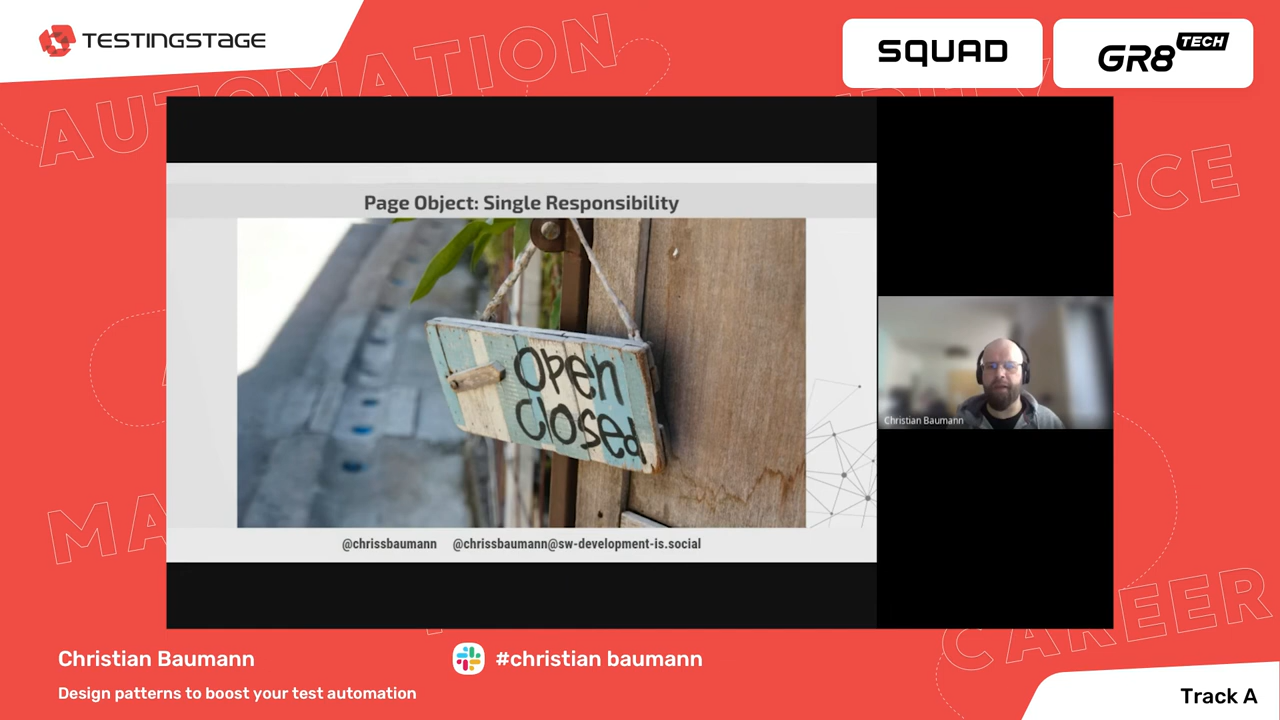 TESTINGSTAGE
SQUAD
GR8 TECH
AUTOMATION
Page Object: Single Responsibility
open
closed
Christian Baumann
@chrissbaumann @chrissbaumann@sw-development-is.social
CAREER
Christian Baumann
#christian baumann
Design patterns to boost your test automation
Track A